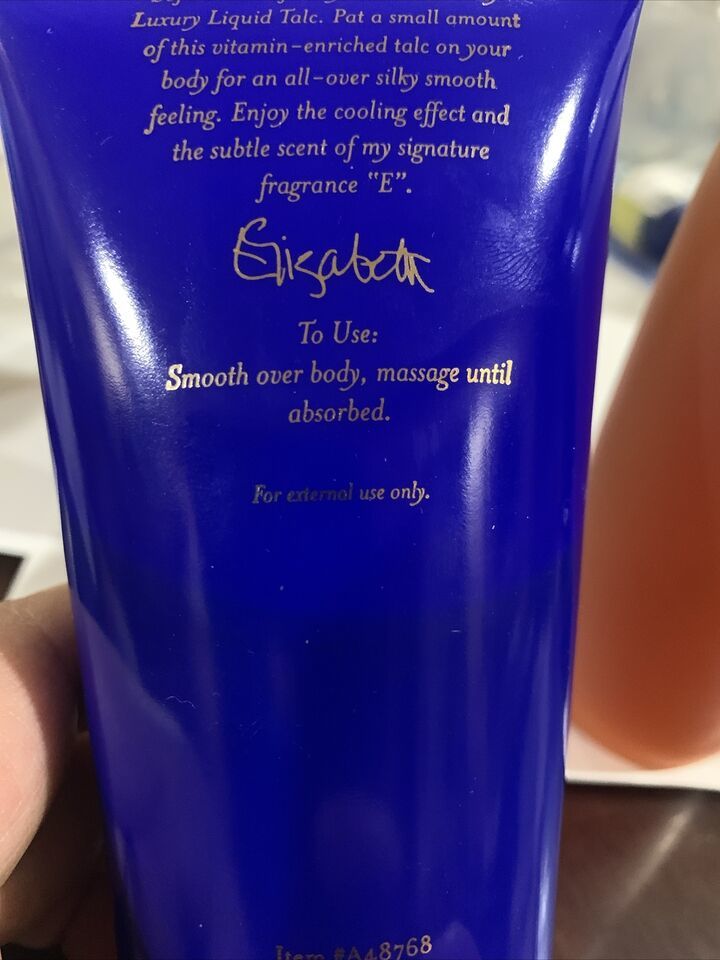 Luxury Liquid Talc. Pat a small amount
of this vitamin-enriched talc on your
body for an all-over silky smooth
feeling. Enjoy the cooling effect and
the subtle scent of my signature
fragrance "E".
Elizabeth
To Use:
Smooth over body, massage until
absorbed.
For external use only.
Item #A48768